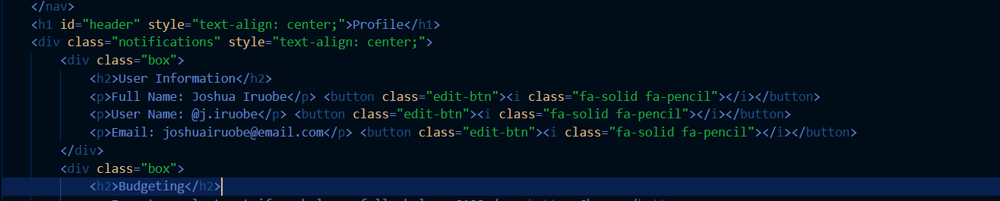 </nav>
<h1 id="header" style="text-align: center;">Profile</h1>
<div class="notifications" style="text-align: center;">
<div class="box">
<h2>User Information</h2>
<p>Full Name: Joshua Iruobe</p> <button class="edit-btn"><i class="fa-solid fa-pencil"></i></button>
<p>User Name: @j.iruobe</p> <button class="edit-btn"><i class="fa-solid fa-pencil"></i></button>
<p>Email: joshuairuobe@email.com</p> <button class="edit-btn"><i class="fa-solid fa-pencil"></i></button>
</div>
<div class="box">
<h2>Budgeting</h2>